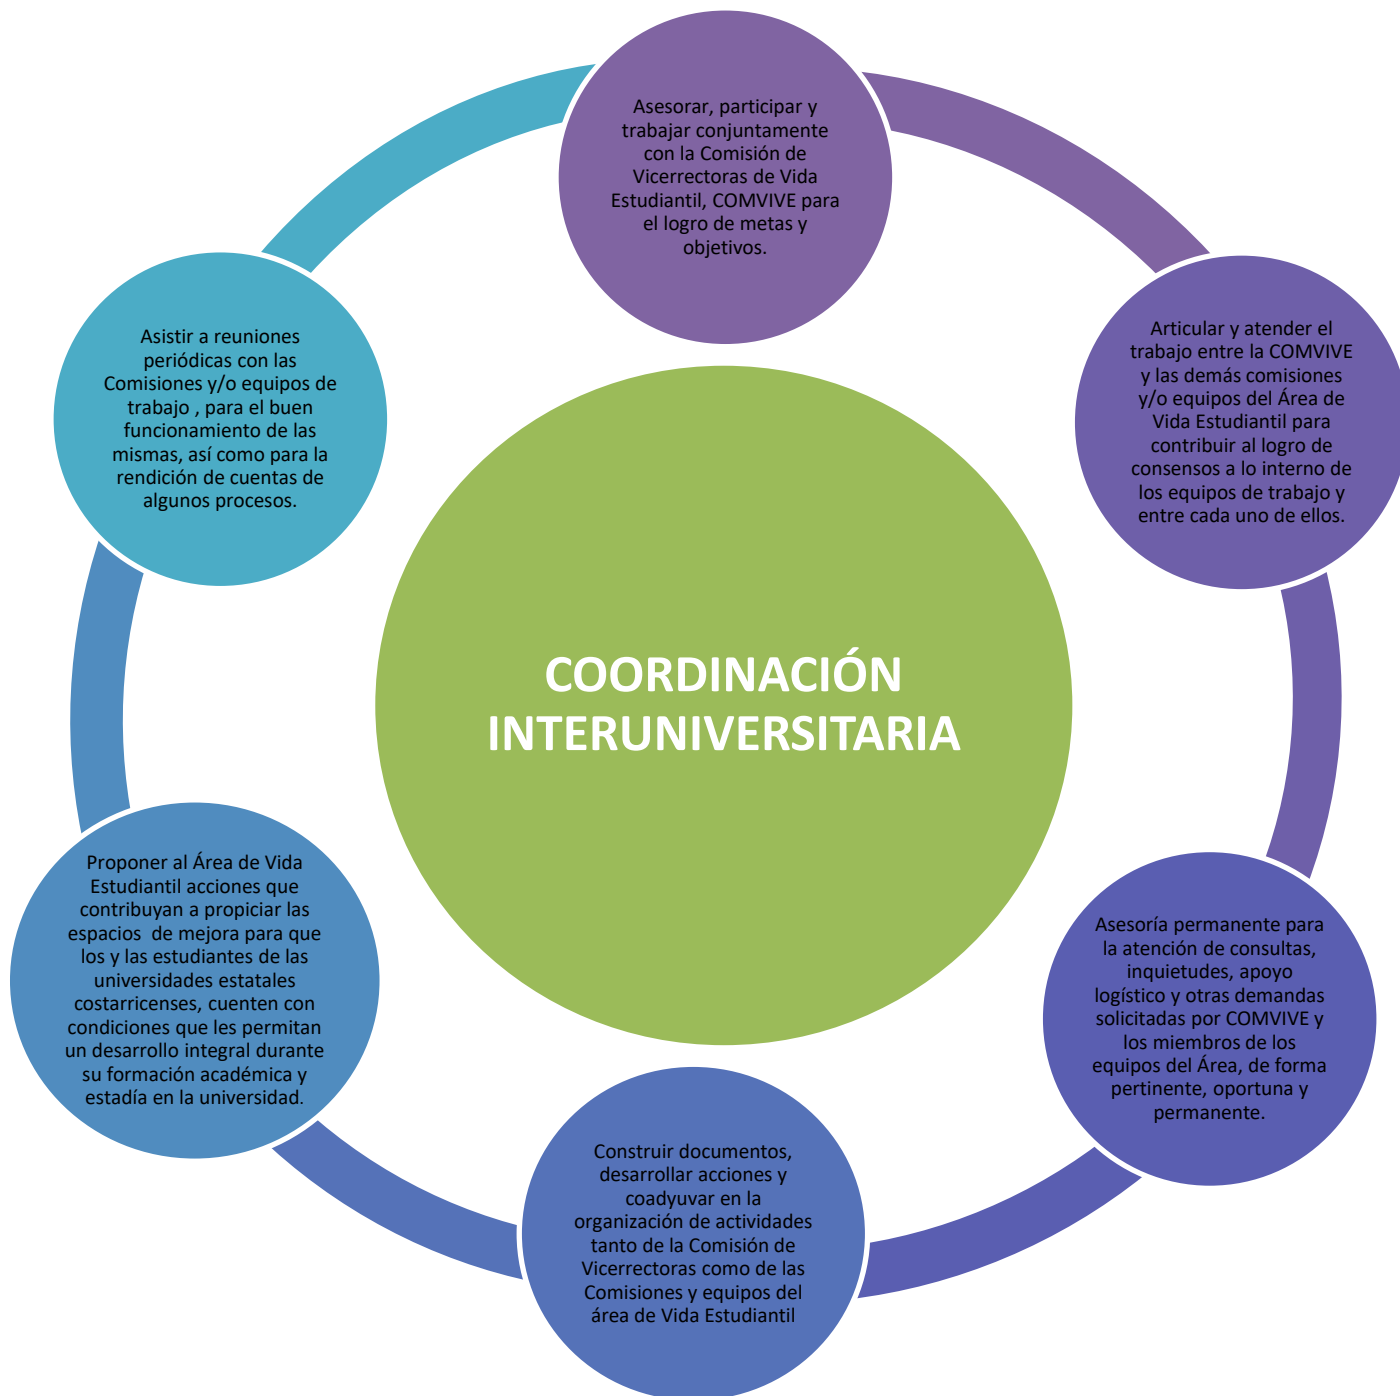 Asesorar, participar y
trabajar conjuntamente
con la Comisión de
Vicerrectoras de Vida
Estudiantil, COMVIVE para
el logro de metas y
objetivos.
Articular y atender el
trabajo entre la COMVIVE
y las demás comisiones
y/o equipos del Área de
Vida Estudiantil para
contribuir al logro de
consensos a lo interno de
los equipos de trabajo y
entre cada uno de ellos.
Asesoría permanente para
la atención de consultas,
inquietudes, apoyo
logístico y otras demandas
solicitadas por COMVIVE y
los miembros de los
equipos del Área, de forma
pertinente, oportuna y
permanente.
Construir documentos,
desarrollar acciones y
coadyuvar en la
organización de actividades
tanto de la Comisión de
Vicerrectoras como de las
Comisiones y equipos del
área de Vida Estudiantil
Proponer al Área de Vida
Estudiantil acciones que
contribuyan a propiciar las
espacios  de mejora para que
los y las estudiantes de las
universidades estatales
costarricenses, cuenten con
condiciones que les permitan
un desarrollo integral durante
su formación académica y
estadía en la universidad.
Asistir a reuniones
periódicas con las
Comisiones y/o equipos de
trabajo , para el buen
funcionamiento de las
mismas, así como para la
rendición de cuentas de
algunos procesos.
COORDINACIÓN
INTERUNIVERSITARIA